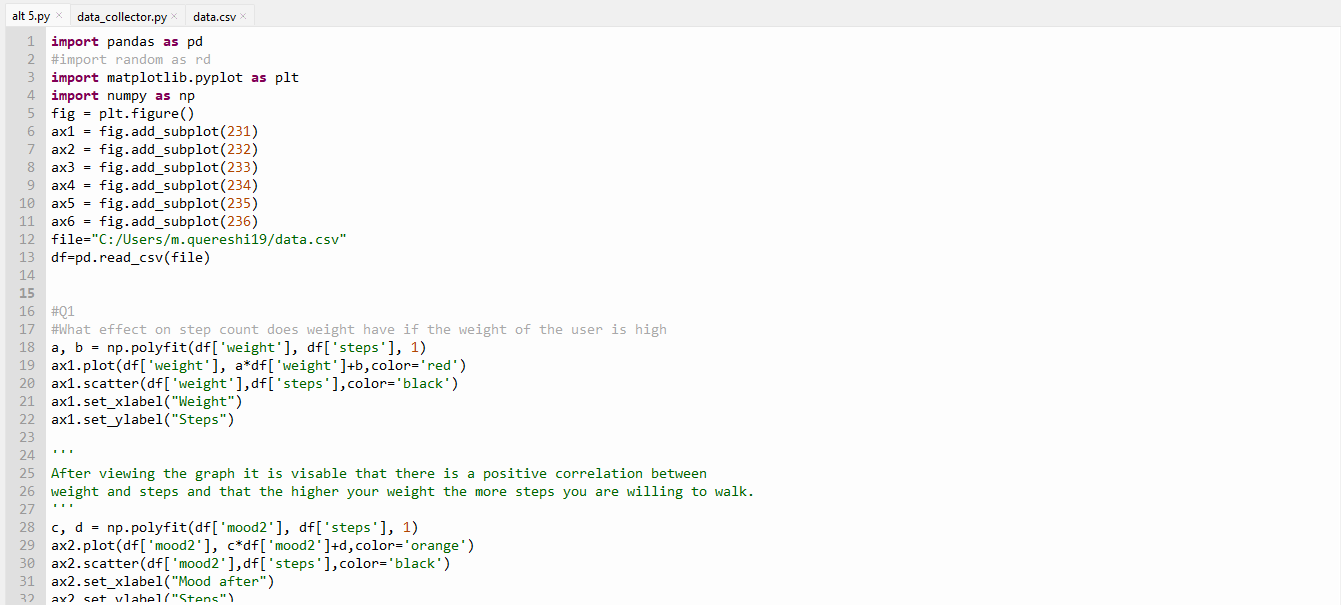 alt 5.py × data_collector.py × data.csv ×
1 import pandas as pd
2 #import random as rd
3 import matplotlib.pyplot as plt
4 import numpy as np
5 fig = plt.figure()
6 ax1 = fig.add_subplot(231)
7 ax2 = fig.add_subplot(232)
8 ax3 = fig.add_subplot(233)
9 ax4 = fig.add_subplot(234)
10 ax5 = fig.add_subplot(235)
11 ax6 = fig.add_subplot(236)
12 file="C:/Users/m.quereshi19/data.csv"
13 df=pd.read_csv(file)
14
15
16 #Q1
17 #What effect on step count does weight have if the weight of the user is high
18 a, b = np.polyfit(df['weight'], df['steps'], 1)
19 ax1.plot(df['weight'], a*df['weight']+b,color='red')
20 ax1.scatter(df['weight'],df['steps'],color='black')
21 ax1.set_xlabel("Weight")
22 ax1.set_ylabel("Steps")
23
24 '''
25 After viewing the graph it is visable that there is a positive correlation between
26 weight and steps and that the higher your weight the more steps you are willing to walk.
27 '''
28 c, d = np.polyfit(df['mood2'], df['steps'], 1)
29 ax2.plot(df['mood2'], c*df['mood2']+d,color='orange')
30 ax2.scatter(df['mood2'],df['steps'],color='black')
31 ax2.set_xlabel("Mood after")
32 ax2.set_ylabel("Steps")